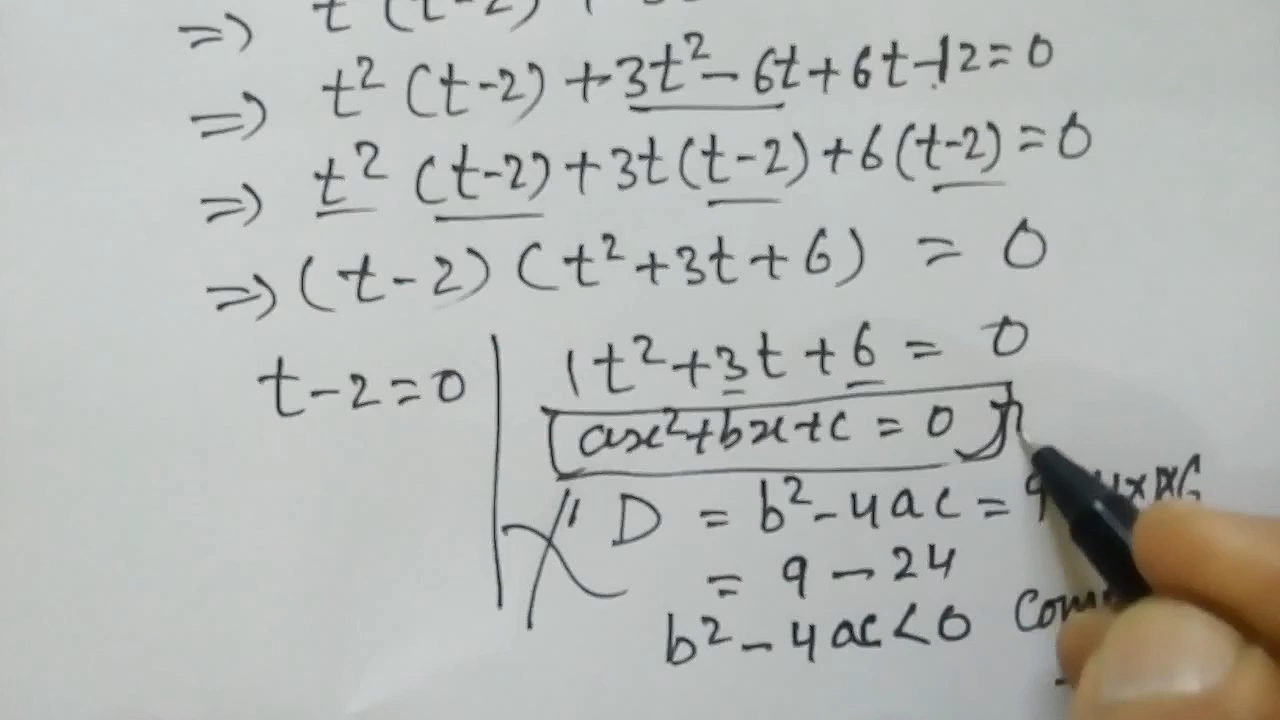 => t (t-2)
=> t² (t-2) + 3t² - 6t + 6t - 12 = 0
=> t² (t-2) + 3t (t-2) + 6 (t-2) = 0
=> (t-2) (t² + 3t + 6) = 0
t-2=0
1t² + 3t + 6 = 0
ax²+bx+c = 0
D = b² - 4ac = 9
= 9 - 24
b² - 4ac < 0